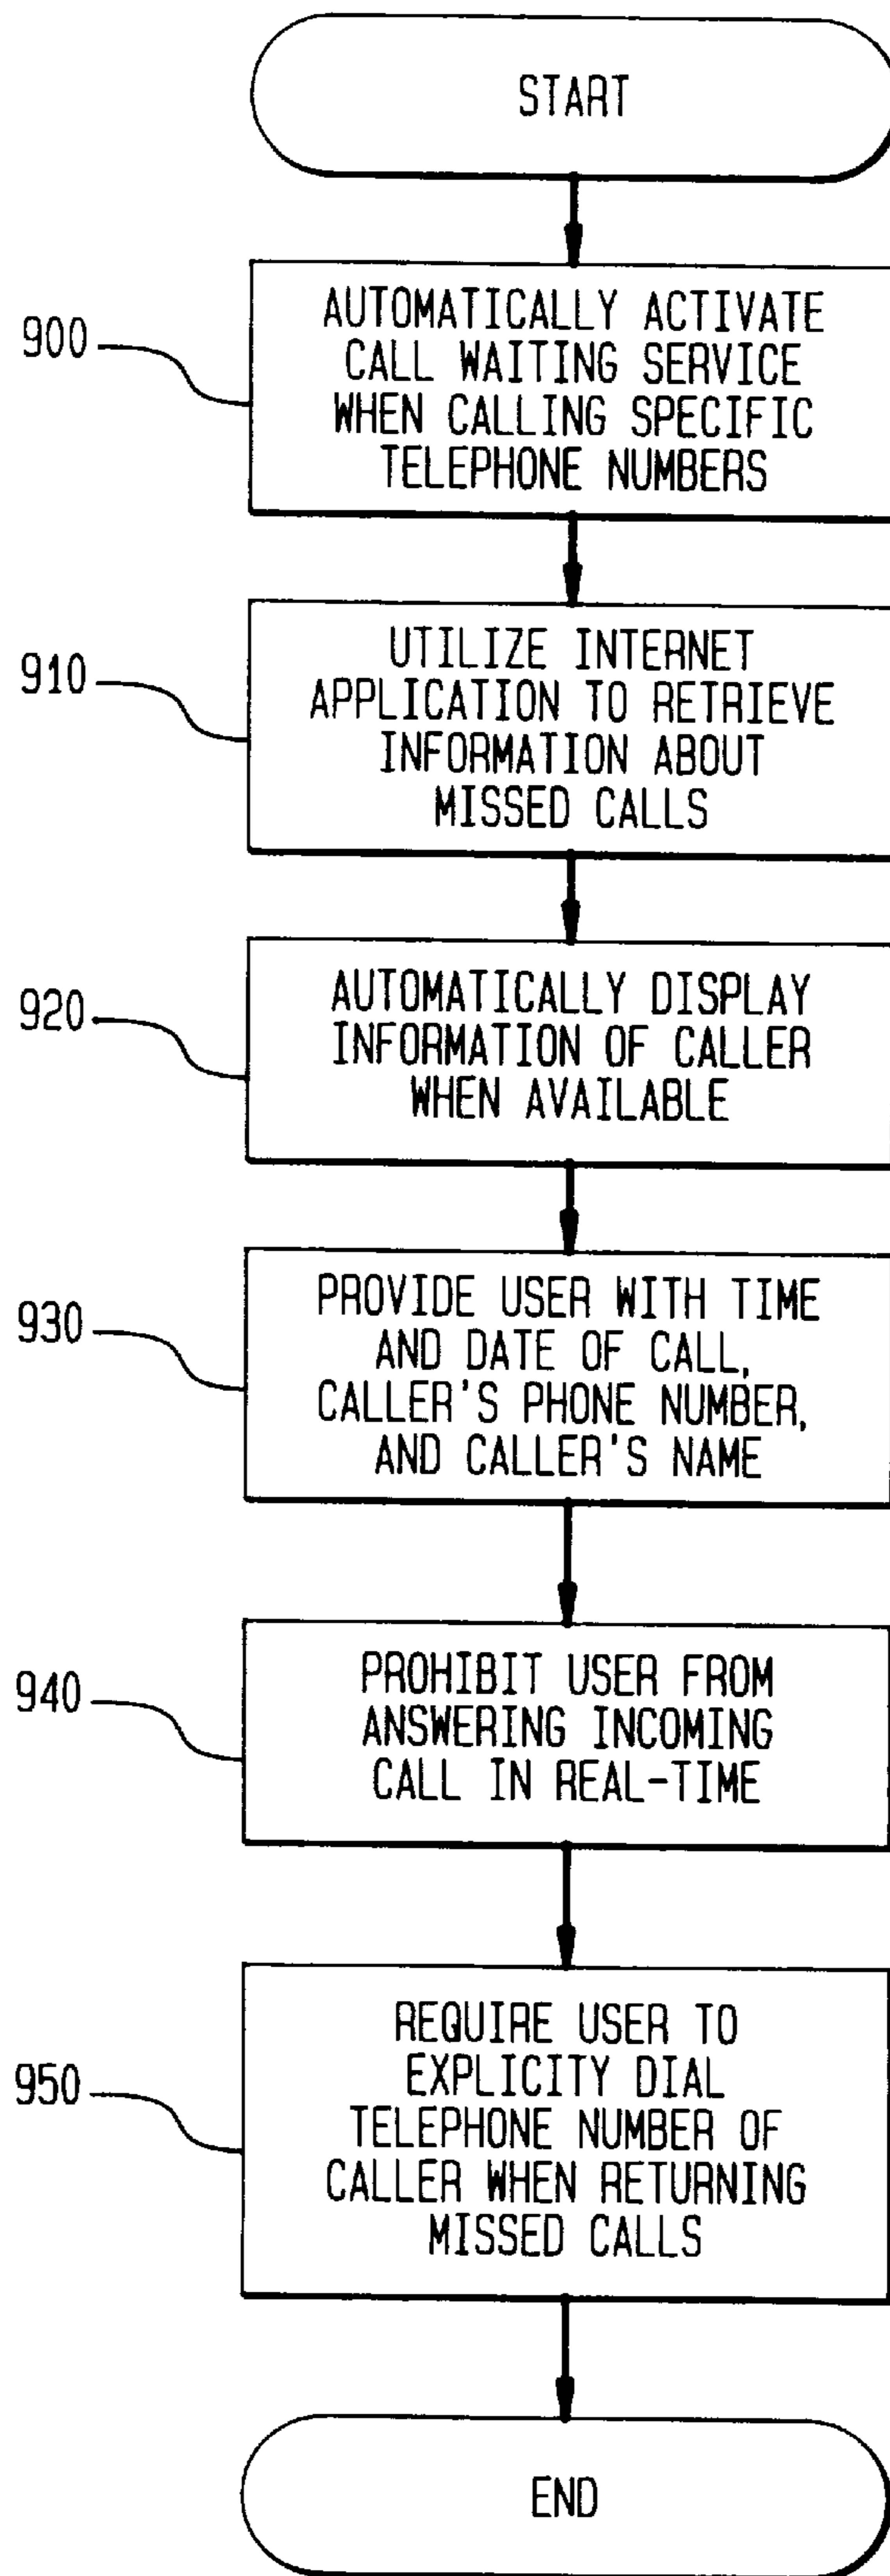 START
900
AUTOMATICALLY ACTIVATE
CALL WAITING SERVICE
WHEN CALLING SPECIFIC
TELEPHONE NUMBERS
910
UTILIZE INTERNET
APPLICATION TO RETRIEVE
INFORMATION ABOUT
MISSED CALLS
920
AUTOMATICALLY DISPLAY
INFORMATION OF CALLER
WHEN AVAILABLE
930
PROVIDE USER WITH TIME
AND DATE OF CALL,
CALLER'S PHONE NUMBER,
AND CALLER'S NAME
940
PROHIBIT USER FROM
ANSWERING INCOMING
CALL IN REAL-TIME
950
REQUIRE USER TO
EXPLICITY DIAL
TELEPHONE NUMBER OF
CALLER WHEN RETURNING
MISSED CALLS
END